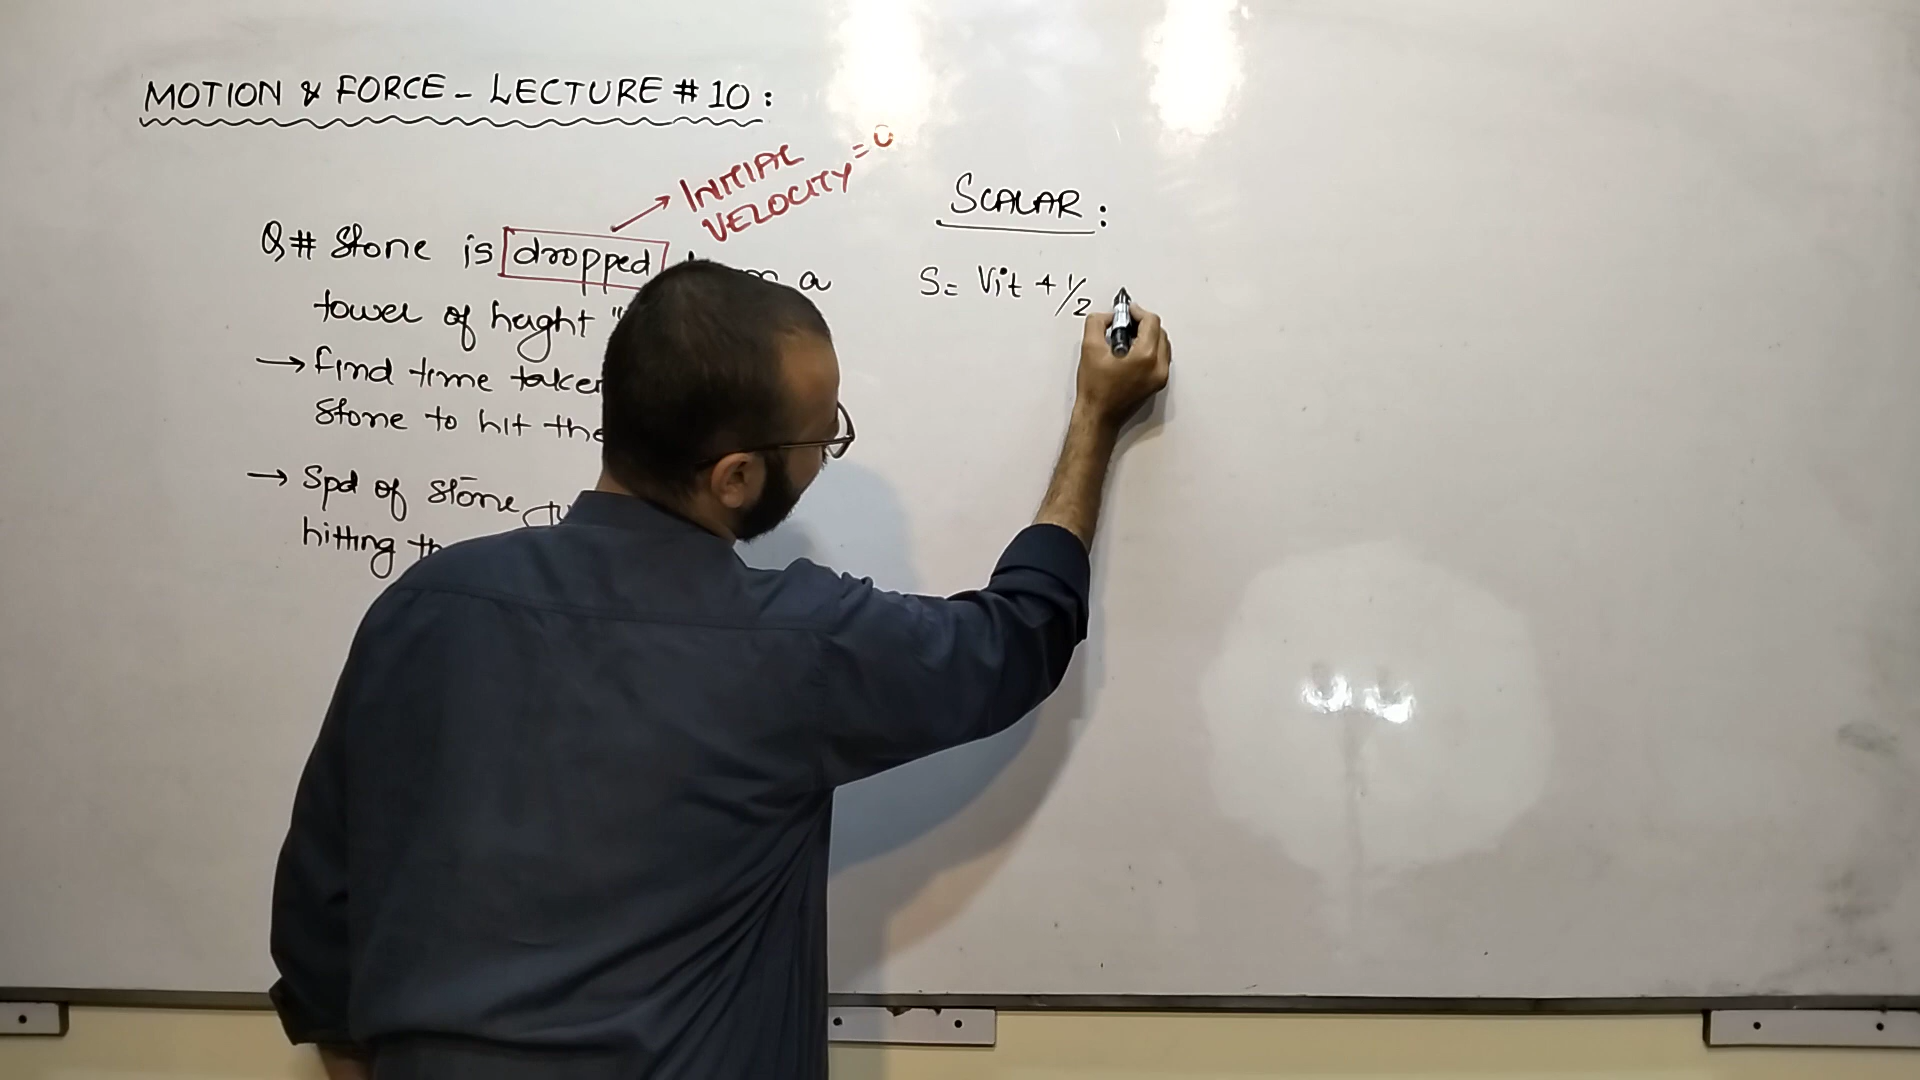 MOTION & FORCE - LECTURE # 10 :
INITIAL
VELOCITY = 0
Q# Stone is dropped a
tower of height "
→ Find time taken
Stone to hit the
→ Spd of stone
hitting
SCALAR :
S = Vit + 1/2